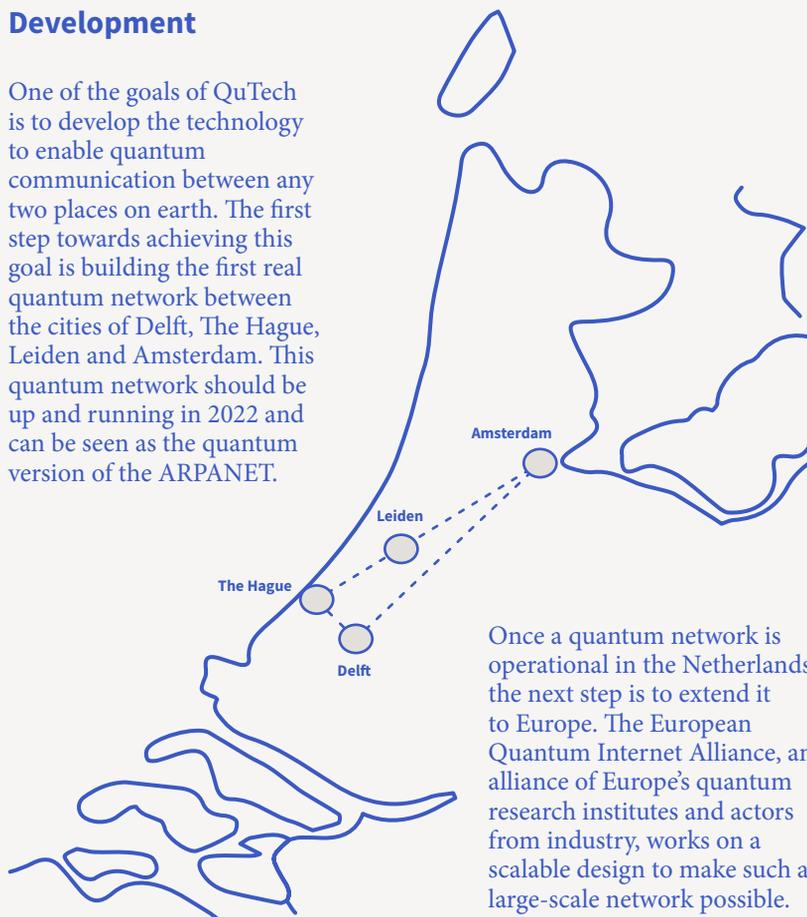 Development
One of the goals of QuTech
is to develop the technology
to enable quantum
communication between any
two places on earth. The first
step towards achieving this
goal is building the first real
quantum network between
the cities of Delft, The Hague,
Leiden and Amsterdam. This
quantum network should be
up and running in 2022 and
can be seen as the quantum
version of the ARPANET.
Amsterdam
Leiden
The Hague
Delft
Once a quantum network is
operational in the Netherlands
the next step is to extend it
to Europe. The European
Quantum Internet Alliance, an
alliance of Europe’s quantum
research institutes and actors
from industry, works on a
scalable design to make such a
large-scale network possible.